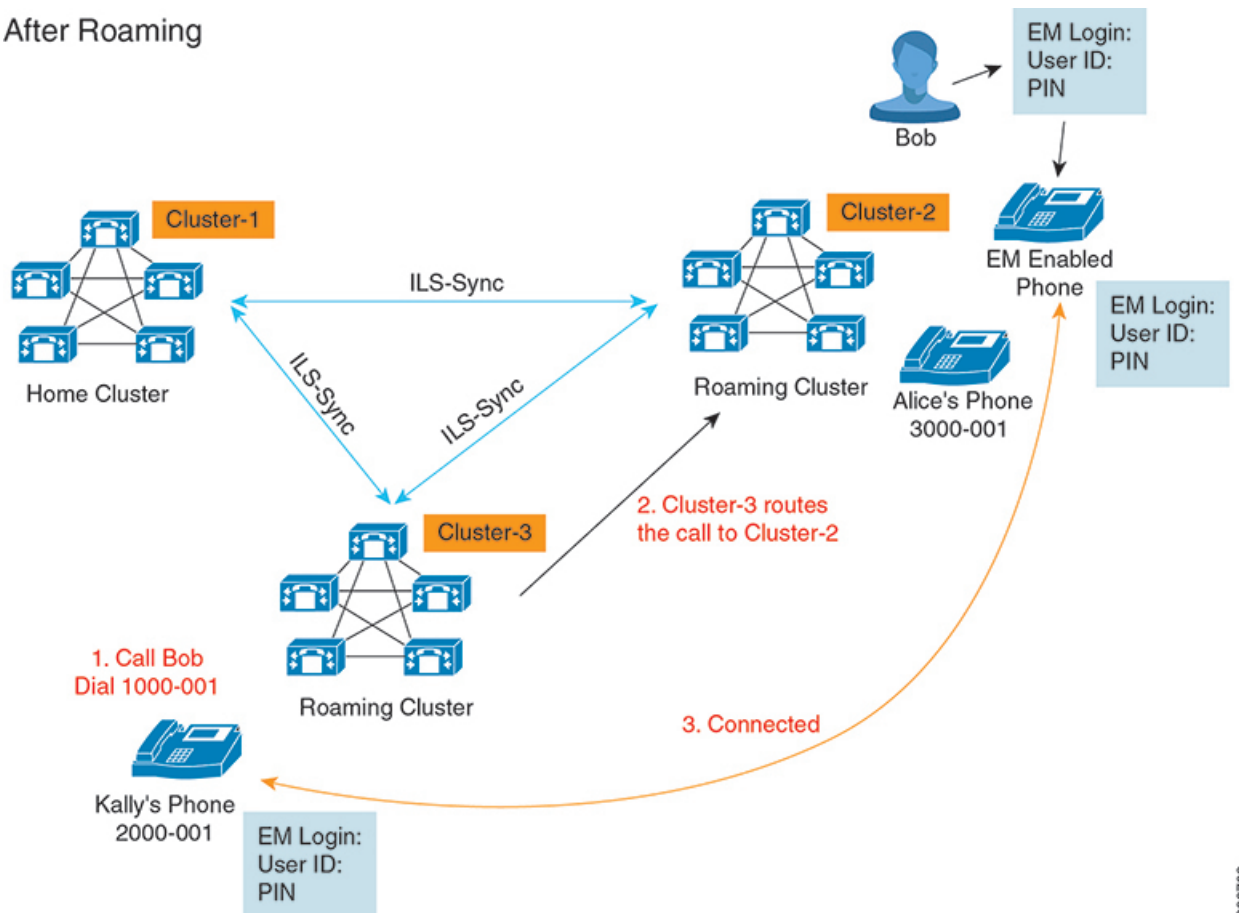 After Roaming
EM Login:
User ID:
PIN
Bob
Cluster-1
Cluster-2
EM Enabled
Phone
ILS-Sync
EM Login:
User ID:
PIN
Home Cluster
Roaming Cluster
Alice's Phone
3000-001
ILS-Sync
ILS-Sync
2. Cluster-3 routes
the call to Cluster-2
Cluster-3
1. Call Bob
Dial 1000-001
Roaming Cluster
3. Connected
Kally's Phone
2000-001
EM Login:
User ID:
PIN